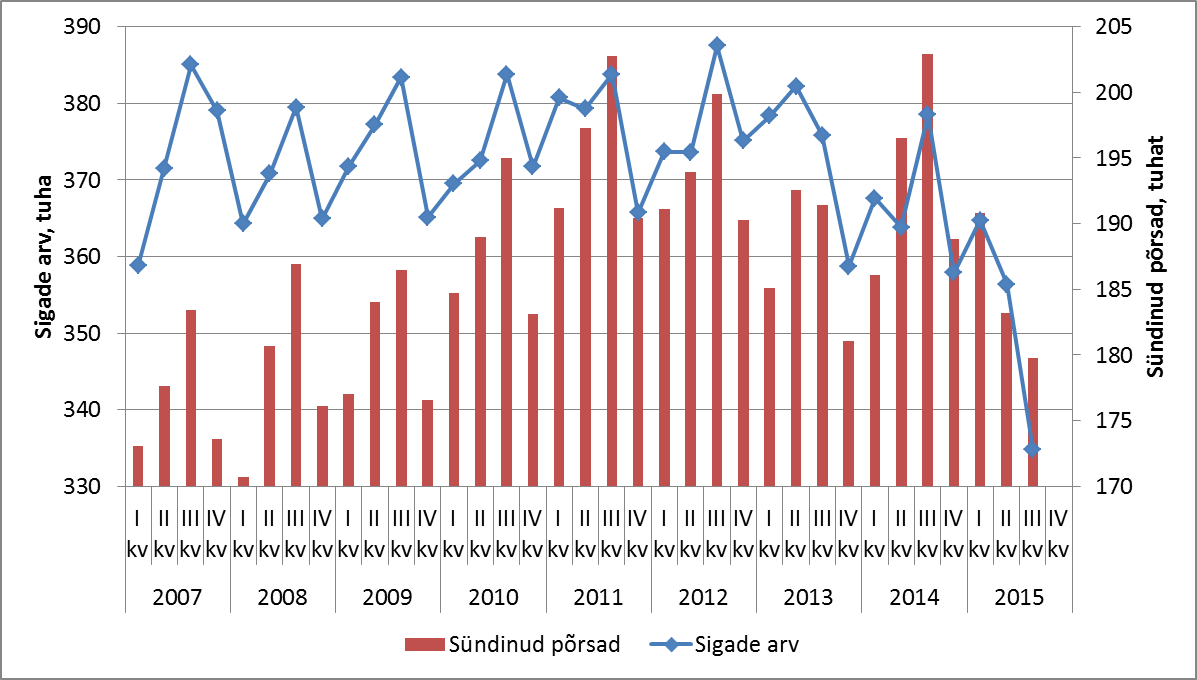 390
380
370
360
350
340
330
Sigade arv, tuha
205
200
195
190
185
180
175
170
Sündinud põrsad, tuhat
I II III IV I II III IV I II III IV I II III IV I II III IV I II III IV I II III IV I II III IV I II III IV
kv kv kv kv kv kv kv kv kv kv kv kv kv kv kv kv kv kv kv kv kv kv kv kv kv kv kv kv kv kv kv kv kv kv kv kv
2007 2008 2009 2010 2011 2012 2013 2014 2015
Sündinud põrsad Sigade arv